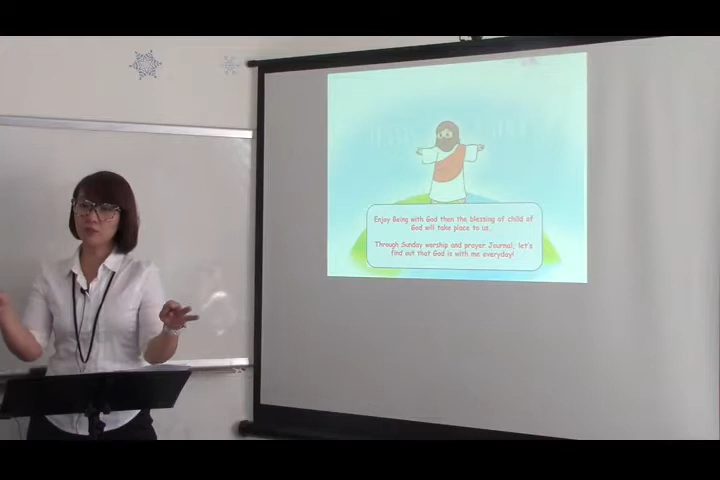 Enjoy Being with God then the blessing of child of
God will take place to us.
Through Sunday worship and prayer Journal, let's
find out that God is with me everyday!